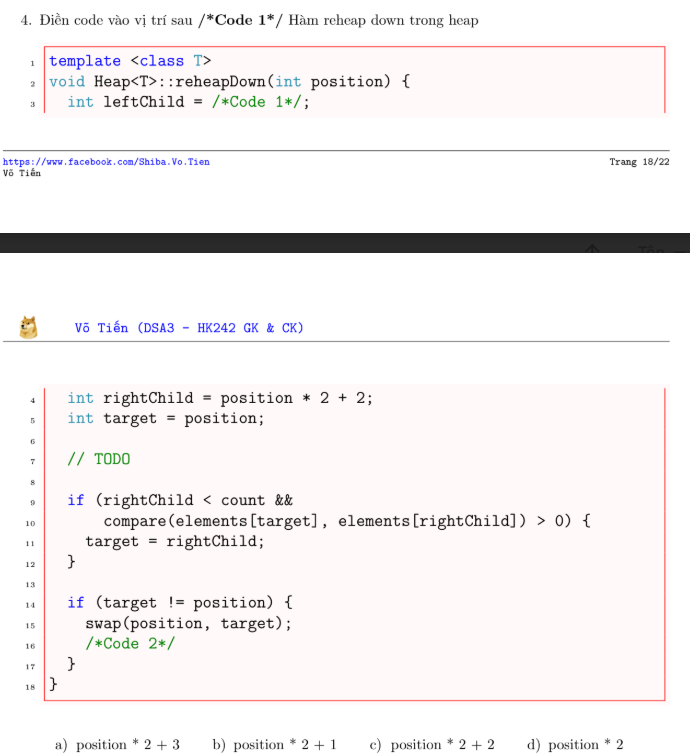 4. Điền code vào vị trí sau /*Code 1*/ Hàm reheap down trong heap
1 template <class T>
2 void Heap<T>::reheapDown(int position) {
3 int leftChild = /*Code 1*/;
https://www.facebook.com/Shiba.Vo.Tien Trang 18/22
Võ Tiến
Võ Tiến (DSA3 - HK242 GK & CK)
4 int rightChild = position * 2 + 2;
5 int target = position;
6
7 // TODO
8
9 if (rightChild < count &&
10 compare(elements[target], elements[rightChild]) > 0) {
11 target = rightChild;
12 }
13
14 if (target != position) {
15 swap(position, target);
16 /*Code 2*/
17 }
18 }
a) position * 2 + 3 b) position * 2 + 1 c) position * 2 + 2 d) position * 2